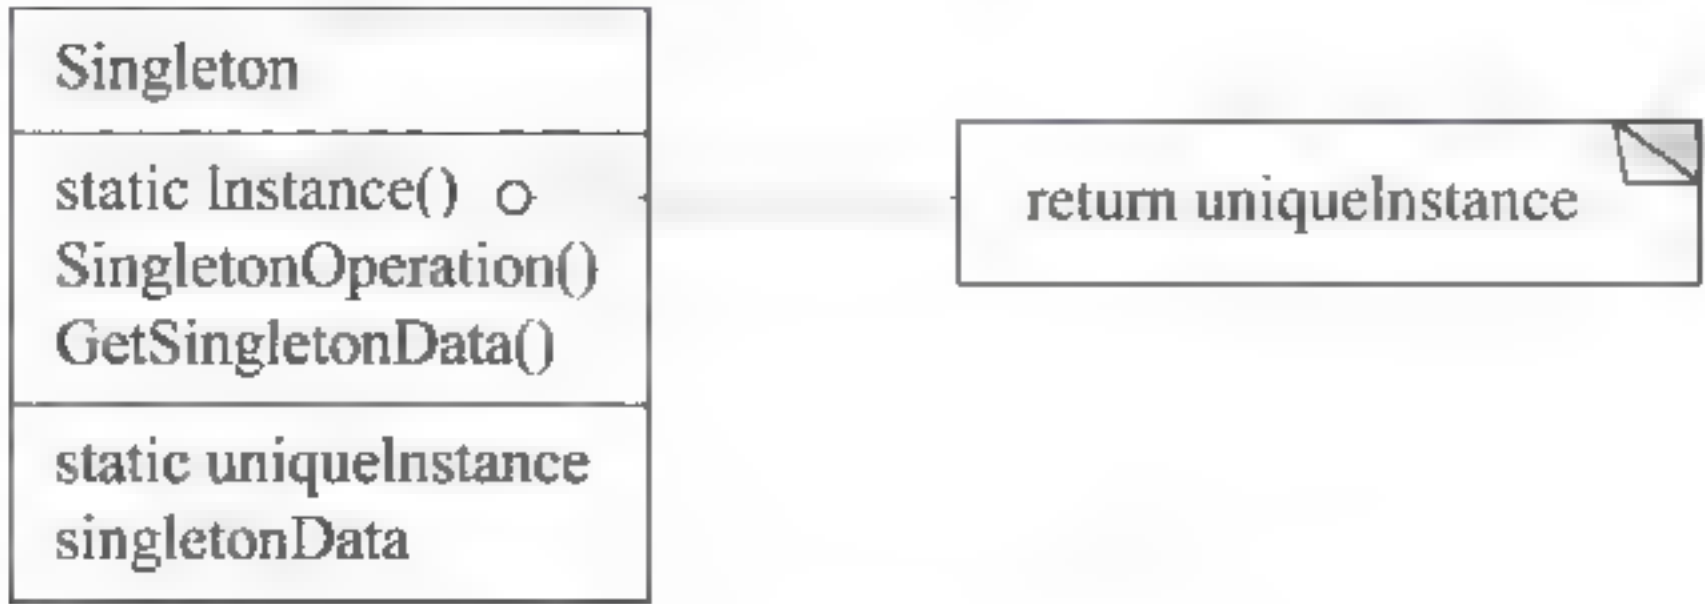 Singleton
static Instance()
SingletonOperation()
GetSingletonData()
static uniqueInstance
singletonData
return uniqueInstance